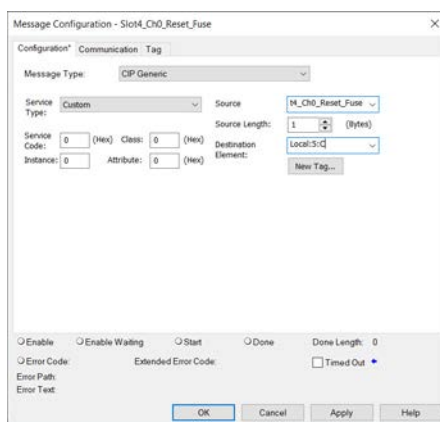 Message Configuration - Slot4_Ch0_Reset_Fuse
Configuration* Communication Tag
Message Type: CIP Generic
Service Type: Custom
Source t4_Ch0_Reset_Fuse
Source Length: 1 (Bytes)
Service Code: 0 (Hex) Class: 0 (Hex)
Destination Element: Local:5:C
Instance: 0 Attribute: 0 (Hex)
New Tag...
Enable Enable Waiting Start Done Done Length: 0
Error Code: Extended Error Code: Timed Out
Error Path:
Error Text:
OK Cancel Apply Help